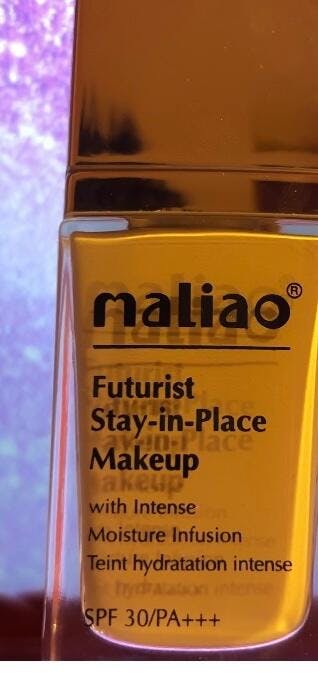 maliao®
Futurist
Stay-in-Place
Makeup
with Intense
Moisture Infusion
Teint hydratation intense
SPF 30/PA+++